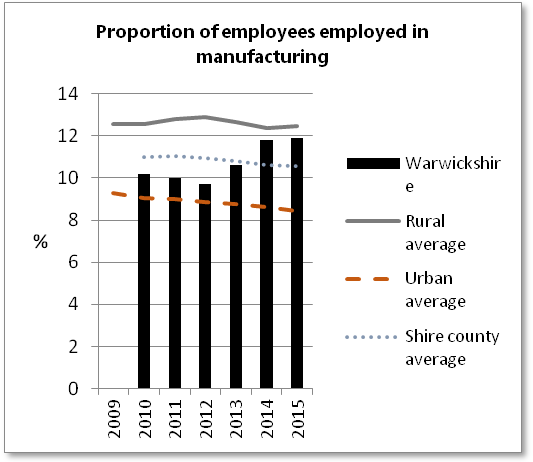 Proportion of employees employed in
manufacturing
14
12
10
8
6
4
2
0
%
2009
2010
2011
2012
2013
2014
2015
Warwickshir
e
Rural
average
Urban
average
Shire county
average